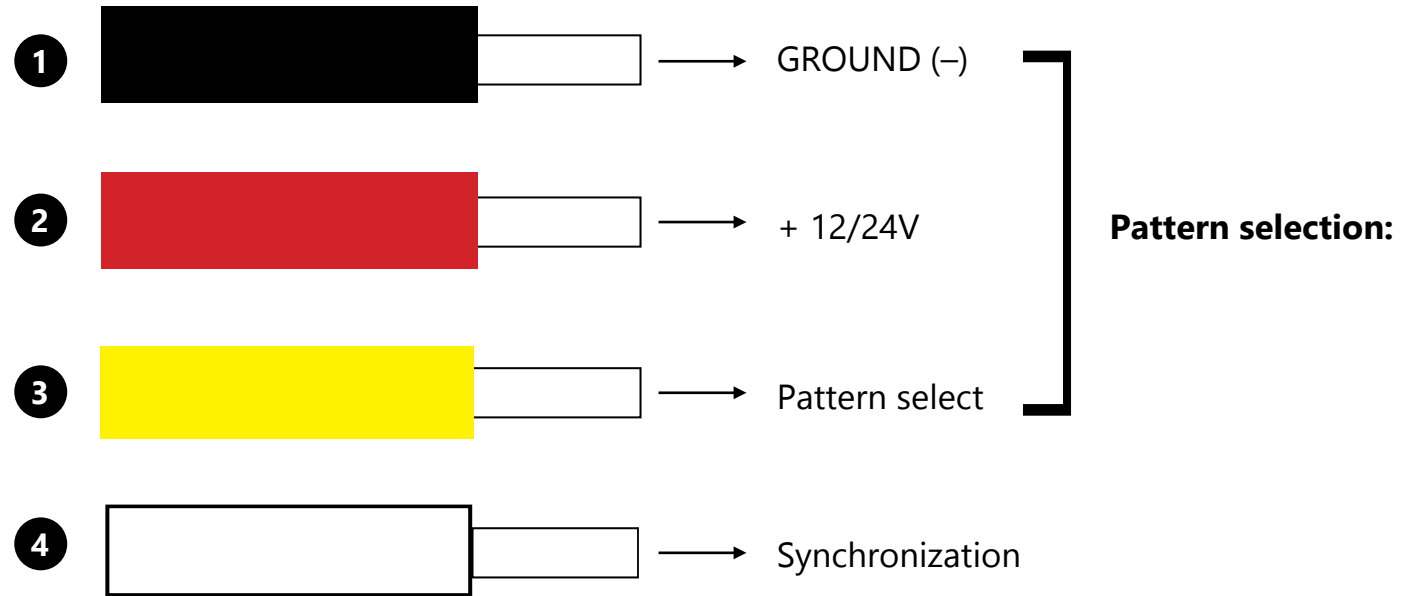 1 GROUND (–)
2 + 12/24V
Pattern selection:
3 Pattern select
4 Synchronization